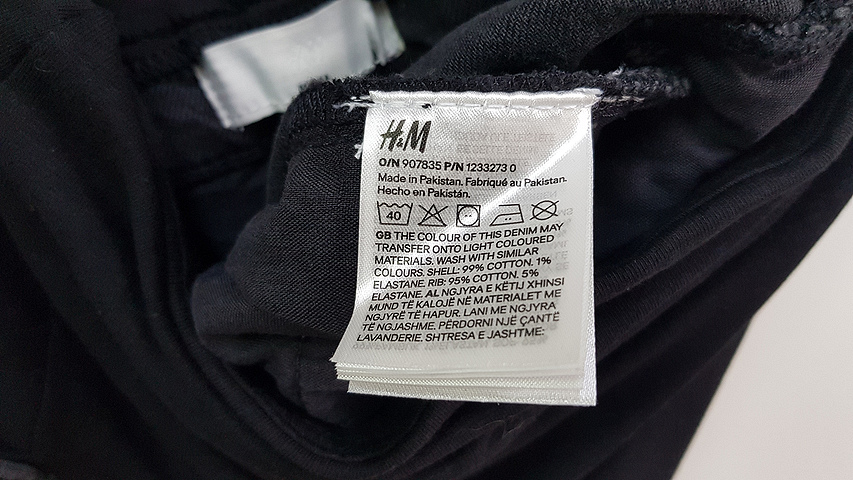 H&M
O/N 907835 P/N 1233273 0
Made in Pakistan. Fabriqué au Pakistan.
Hecho en Pakistán.
40
GB THE COLOUR OF THIS DENIM MAY
TRANSFER ONTO LIGHT COLOURED
MATERIALS. WASH WITH SIMILAR
COLOURS. SHELL: 99% COTTON. 1%
ELASTANE. RIB: 95% COTTON. 5%
ELASTANE. AL NGJYRA E KËTIJ XHINSI
MUND TË KALOJË NË MATERIALET ME
NGJYRË TË HAPUR. LANI ME NGJYRA
TË NGJASHME. PËRDORNI NJË ÇANTË
LAVANDERIE. SHTRESA E JASHTME: